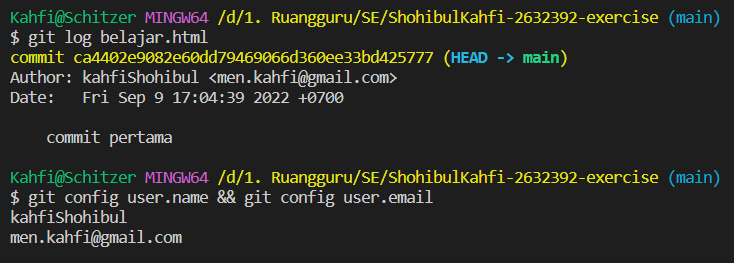 Kahfi@Schitzer MINGW64 /d/1. Ruangguru/SE/ShohibulKahfi-2632392-exercise (main)
$ git log belajar.html
commit ca4402e9082e60dd79469066d360ee33bd425777 (HEAD -> main)
Author: kahfiShohibul <men.kahfi@gmail.com>
Date:   Fri Sep 9 17:04:39 2022 +0700
    commit pertama
Kahfi@Schitzer MINGW64 /d/1. Ruangguru/SE/ShohibulKahfi-2632392-exercise (main)
$ git config user.name && git config user.email
kahfiShohibul
men.kahfi@gmail.com